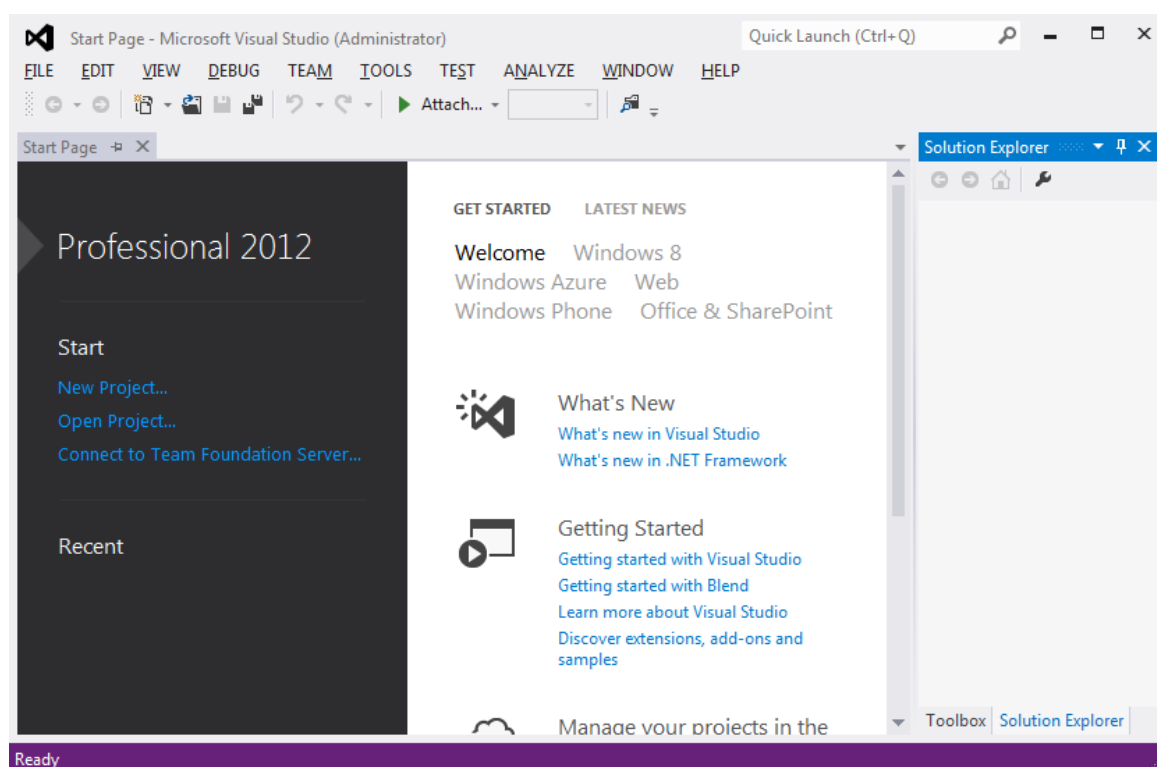 Start Page - Microsoft Visual Studio (Administrator)
Quick Launch (Ctrl+Q)
FILE EDIT VIEW DEBUG TEAM TOOLS TEST ANALYZE WINDOW HELP
Attach...
Start Page
Solution Explorer
Professional 2012
Start
New Project...
Open Project...
Connect to Team Foundation Server...
Recent
GET STARTED LATEST NEWS
Welcome Windows 8
Windows Azure Web
Windows Phone Office & SharePoint
What's New
What's new in Visual Studio
What's new in .NET Framework
Getting Started
Getting started with Visual Studio
Getting started with Blend
Learn more about Visual Studio
Discover extensions, add-ons and
samples
Manage your projects in the
Toolbox Solution Explorer
Ready